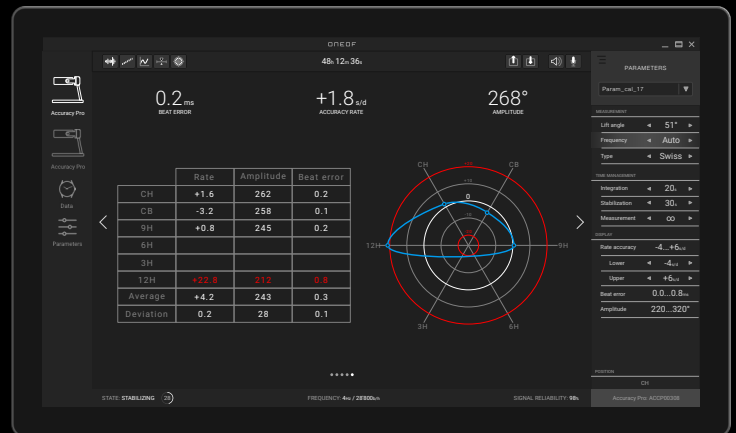 ONEOF
48h 12m 36s
PARAMETERS
Param_cal_17
Accuracy Pro
Accuracy Pro
Data
Parameters
0.2 ms
BEAT ERROR
+1.8 s/d
ACCURACY RATE
268°
AMPLITUDE
Rate Amplitude Beat error
CH +1.6 262 0.2
CB -3.2 258 0.1
9H +0.8 245 0.2
6H
3H
12H +22.8 212 0.8
Average +4.2 243 0.3
Deviation 0.2 28 0.1
CH CB
0
12H 9H
3H 6H
MEASUREMENT
Lift angle 51°
Frequency Auto
Type Swiss
TIME MANAGEMENT
Integration 20s
Stabilization 30s
Measurement ∞
DISPLAY
Rate accuracy -4...+6s/d
Lower -4s/d
Upper +6s/d
Beat error 0.0...0.8ms
Amplitude 220...320°
POSITION
CH
STATE: STABILIZING 28
FREQUENCY: 4Hz / 28'800A/h
SIGNAL RELIABILITY: 98%
Accuracy Pro: ACCP00308